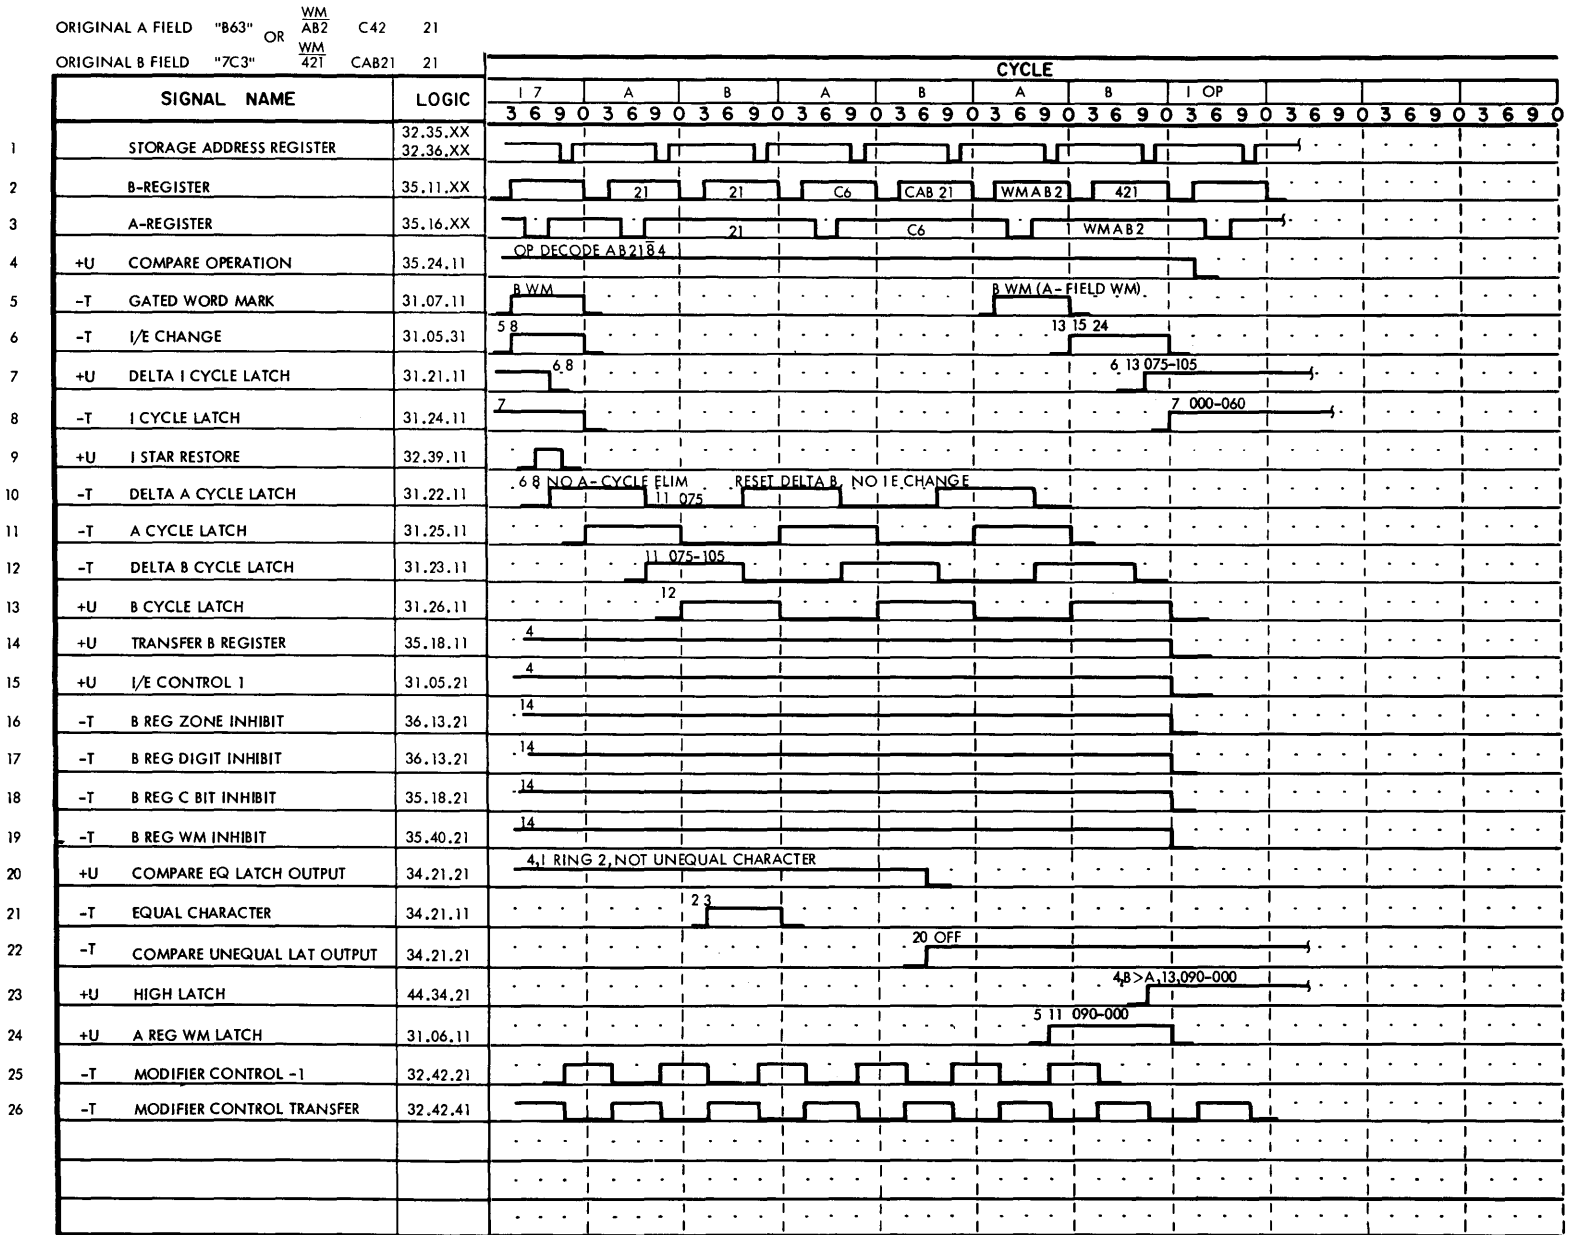 WM
ORIGINAL A FIELD "B63" OR AB2 C42 21
WM
ORIGINAL B FIELD "7C3" 421 CAB21 21
CYCLE
SIGNAL NAME LOGIC I 7 A B A B A B I OP
3 6 9 0 3 6 9 0 3 6 9 0 3 6 9 0 3 6 9 0 3 6 9 0 3 6 9 0 3 6 9 0 3 6 9 0 3 6 9 0 3 6 9 0
32.35.XX
1 STORAGE ADDRESS REGISTER 32.36.XX
2 B-REGISTER 35.11.XX 21 21 C6 CAB 21 WMAB2 421
3 A-REGISTER 35.16.XX 21 C6 WMAB2
OP DECODE AB218̄4
4 +U COMPARE OPERATION 35.24.11
B WM B WM (A-FIELD WM)
5 -T GATED WORD MARK 31.07.11
5 8 13 15 24
6 -T I/E CHANGE 31.05.31
6 8 6 13 075-105
7 +U DELTA I CYCLE LATCH 31.21.11
7 7 000-060
8 -T I CYCLE LATCH 31.24.11
9 +U I STAR RESTORE 32.39.11
6 8 NO A-CYCLE ELIM RESET DELTA B, NO IE CHANGE
10 -T DELTA A CYCLE LATCH 31.22.11 11 075
11 -T A CYCLE LATCH 31.25.11
11 075-105
12 -T DELTA B CYCLE LATCH 31.23.11
12
13 +U B CYCLE LATCH 31.26.11
4
14 +U TRANSFER B REGISTER 35.18.11
4
15 +U I/E CONTROL 1 31.05.21
14
16 -T B REG ZONE INHIBIT 36.13.21
14
17 -T B REG DIGIT INHIBIT 36.13.21
14
18 -T B REG C BIT INHIBIT 35.18.21
14
19 -T B REG WM INHIBIT 35.40.21
4,I RING 2,NOT UNEQUAL CHARACTER
20 +U COMPARE EQ LATCH OUTPUT 34.21.21
2 3
21 -T EQUAL CHARACTER 34.21.11
20 OFF
22 -T COMPARE UNEQUAL LAT OUTPUT 34.21.21
4,B>A,13,090-000
23 +U HIGH LATCH 44.34.21
5 11 090-000
24 +U A REG WM LATCH 31.06.11
25 -T MODIFIER CONTROL -1 32.42.21
26 -T MODIFIER CONTROL TRANSFER 32.42.41